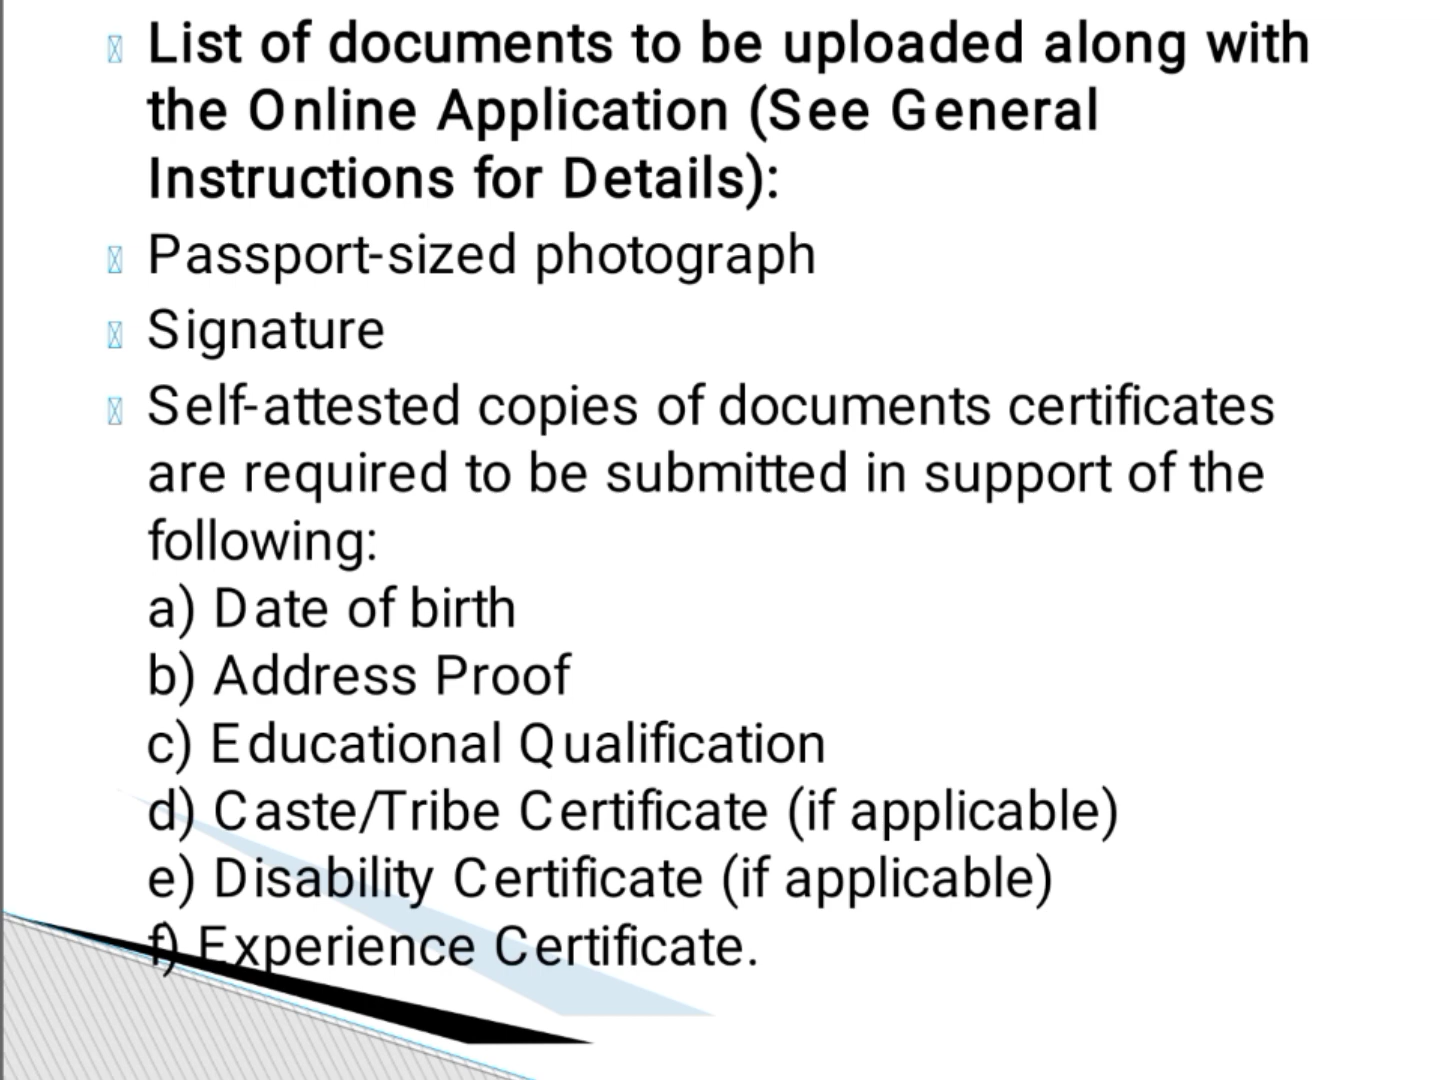 List of documents to be uploaded along with
the Online Application (See General
Instructions for Details):
Passport-sized photograph
Signature
Self-attested copies of documents certificates
are required to be submitted in support of the
following:
a) Date of birth
b) Address Proof
c) Educational Qualification
d) Caste/Tribe Certificate (if applicable)
e) Disability Certificate (if applicable)
f) Experience Certificate.